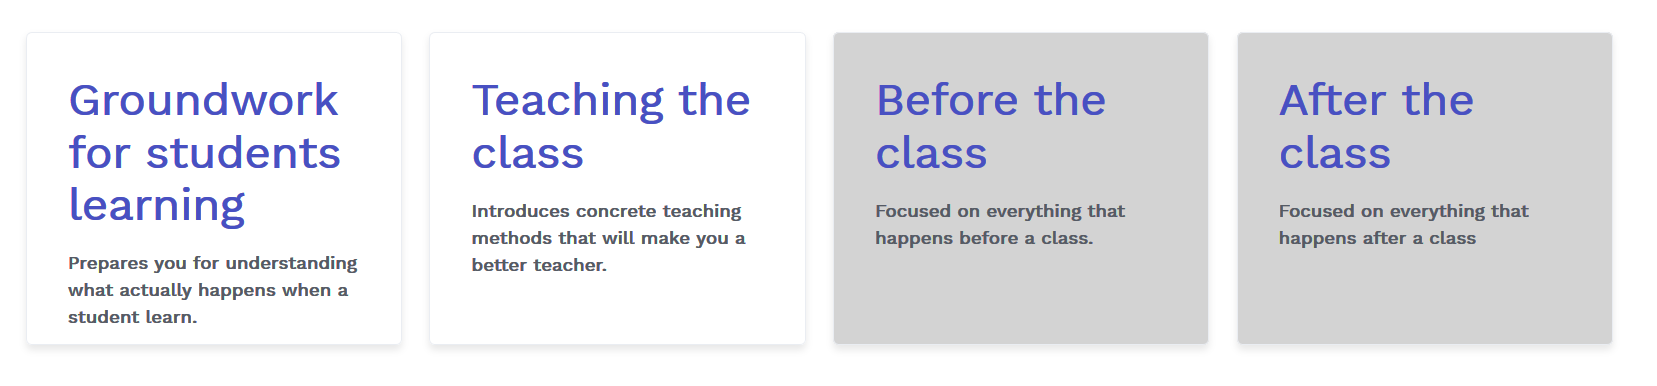 Groundwork
for students
learning
Prepares you for understanding
what actually happens when a
student learn.
Teaching the
class
Introduces concrete teaching
methods that will make you a
better teacher.
Before the
class
Focused on everything that
happens before a class.
After the
class
Focused on everything that
happens after a class